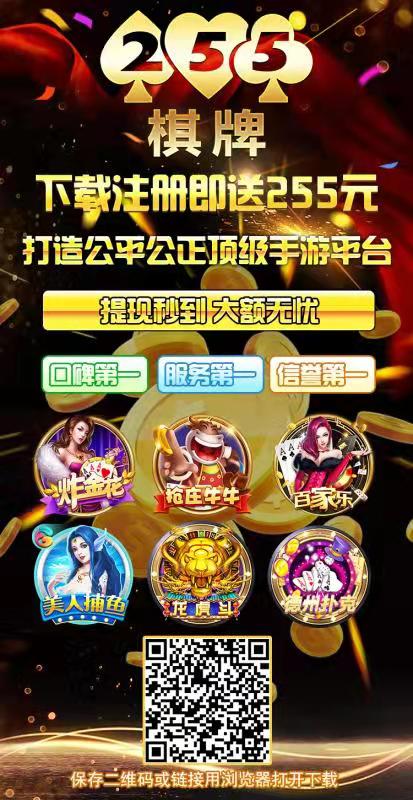 255
棋牌
下载注册即送255元
打造公平公正顶级手游平台
提现秒到 大额无忧
口碑第一 服务第一 信誉第一
炸金花 抢庄牛牛 百家乐
美人捕鱼 龙虎斗 德州扑克
保存二维码或链接用浏览器打开下载